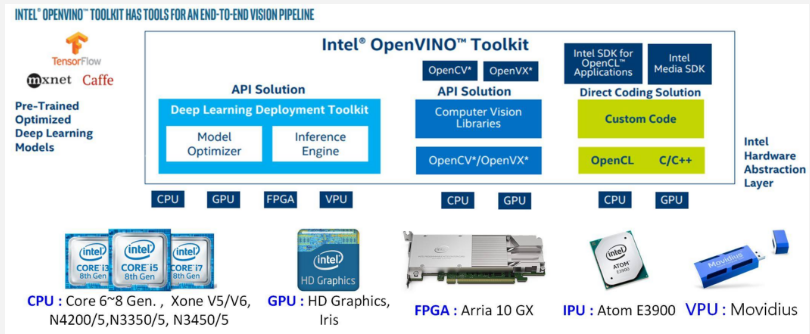 INTEL® OPENVINO™ TOOLKIT HAS TOOLS FOR AN END-TO-END VISION PIPELINE
TensorFlow
mxnet Caffe
Pre-Trained
Optimized
Deep Learning
Models
Intel® OpenVINO™ Toolkit
API Solution
Deep Learning Deployment Toolkit
Model
Optimizer
Inference
Engine
OpenCV* OpenVX*
API Solution
Computer Vision
Libraries
OpenCV*/OpenVX*
Intel SDK for
OpenCL™
Applications
Intel
Media SDK
Direct Coding Solution
Custom Code
OpenCL C/C++
Intel
Hardware
Abstraction
Layer
CPU GPU FPGA VPU
CPU GPU
CPU GPU
intel CORE i3 8th Gen
intel CORE i5 8th Gen
intel CORE i7 8th Gen
intel HD Graphics
intel ATOM E3900
Movidius
CPU : Core 6~8 Gen. , Xone V5/V6,
N4200/5,N3350/5, N3450/5
GPU : HD Graphics,
Iris
FPGA : Arria 10 GX
IPU : Atom E3900
VPU : Movidius